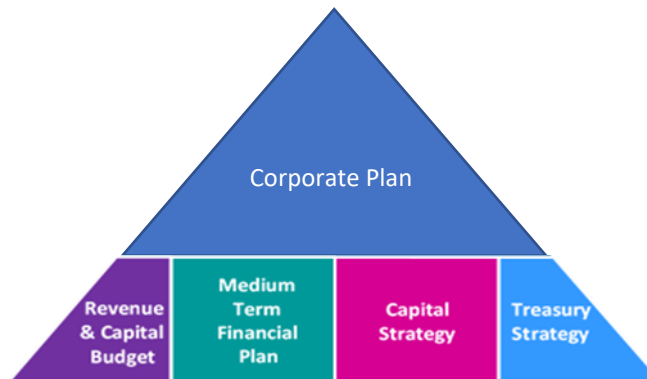 Corporate Plan
Revenue
& Capital
Budget
Medium
Term
Financial
Plan
Capital
Strategy
Treasury
Strategy